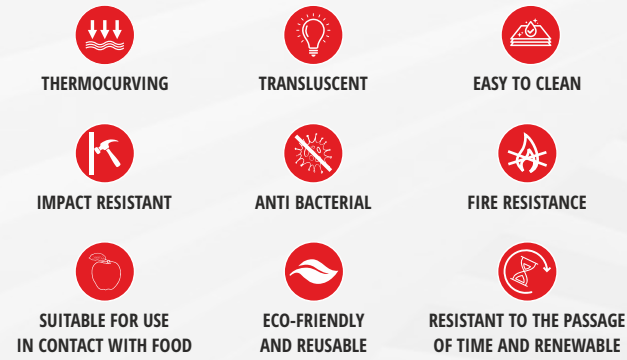 THERMOCURVING
TRANSLUSCENT
EASY TO CLEAN
IMPACT RESISTANT
ANTI BACTERIAL
FIRE RESISTANCE
SUITABLE FOR USE
IN CONTACT WITH FOOD
ECO-FRIENDLY
AND REUSABLE
RESISTANT TO THE PASSAGE
OF TIME AND RENEWABLE